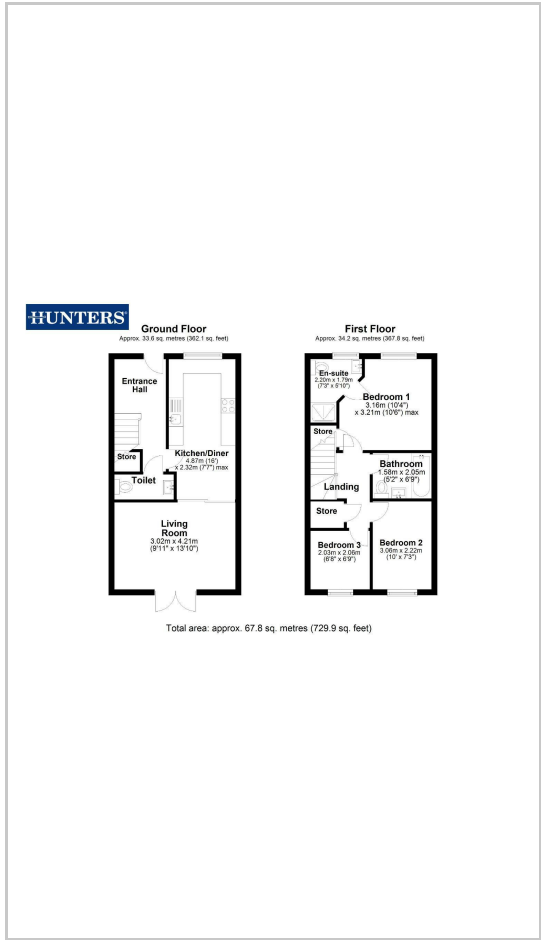 HUNTERS
Ground Floor
Approx. 33.6 sq. metres (362.1 sq. feet)
Entrance
Hall
Store
Toilet
Kitchen/Diner
4.87m (16')
x 2.32m (7'7") max
Living
Room
3.02m x 4.21m
(9'11" x 13'10")
First Floor
Approx. 34.2 sq. metres (367.8 sq. feet)
En-suite
2.20m x 1.79m
(7'3" x 5'10")
Bedroom 1
3.16m (10'4")
x 3.21m (10'6") max
Store
Bathroom
1.58m x 2.05m
(5'2" x 6'9")
Landing
Store
Bedroom 3
2.03m x 2.06m
(6'8" x 6'9")
Bedroom 2
3.06m x 2.22m
(10' x 7'3")
Total area: approx. 67.8 sq. metres (729.9 sq. feet)